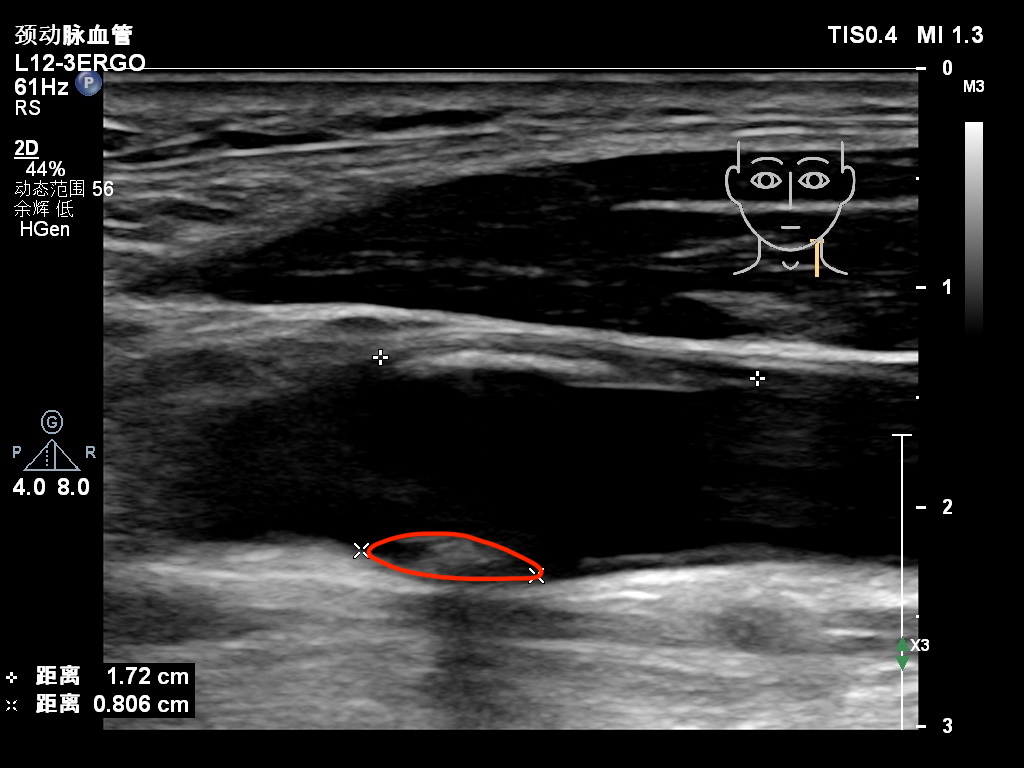 颈动脉血管
L12-3ERGO
61Hz P
RS
2D
44%
动态范围 56
余辉 低
HGen
TIS0.4 MI 1.3
0
M3
1
2
X3
3
G
P R
4.0 8.0
距离 1.72 cm
距离 0.806 cm